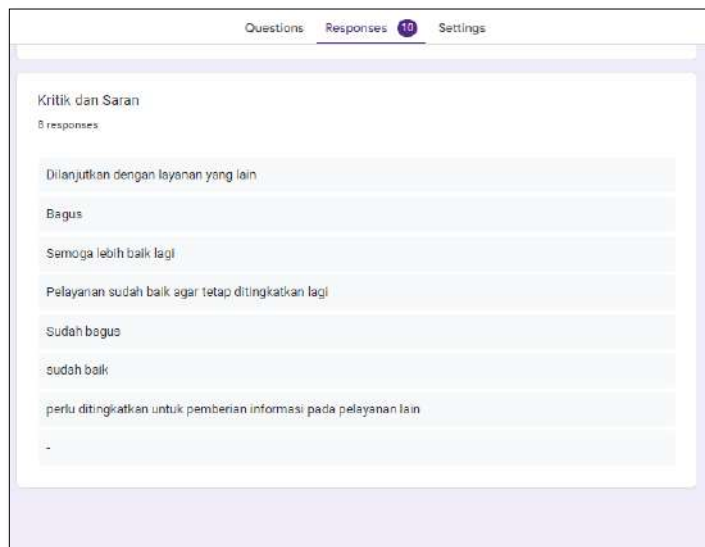 Questions Responses 10 Settings
Kritik dan Saran
8 responses
Dilanjutkan dengan layanan yang lain
Bagus
Semoga lebih baik lagi
Pelayanan sudah baik agar tetap ditingkatkan lagi
Sudah bagus
sudah baik
perlu ditingkatkan untuk pemberian informasi pada pelayanan lain
-